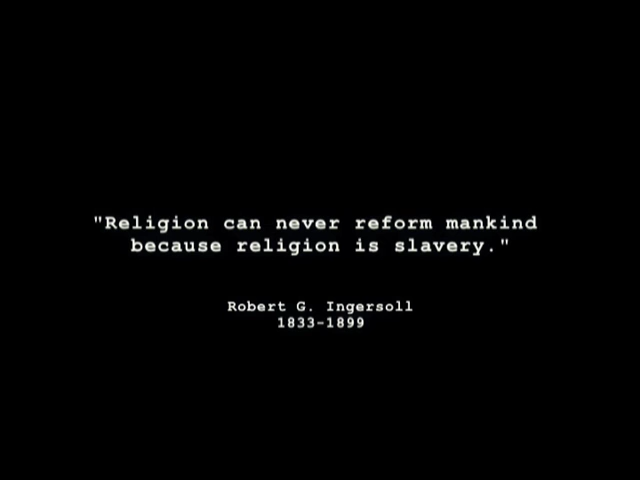 "Religion can never reform mankind
because religion is slavery."
Robert G. Ingersoll
1833-1899